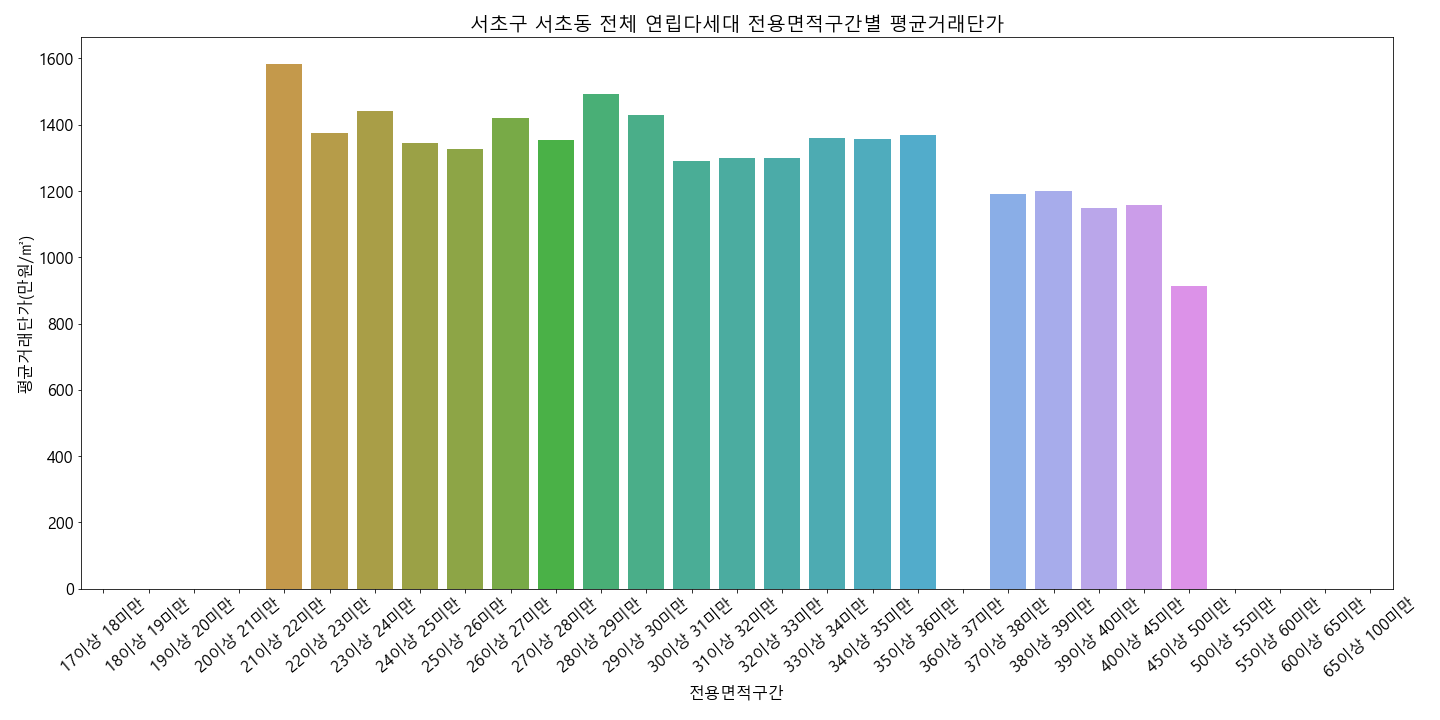 서초구 서초동 전체 연립다세대 전용면적구간별 평균거래단가
평균거래단가(만원/㎡)
1600
1400
1200
1000
800
600
400
200
0
17이상 18미만
18이상 19미만
19이상 20미만
20이상 21미만
21이상 22미만
22이상 23미만
23이상 24미만
24이상 25미만
25이상 26미만
26이상 27미만
27이상 28미만
28이상 29미만
29이상 30미만
30이상 31미만
31이상 32미만
32이상 33미만
33이상 34미만
34이상 35미만
35이상 36미만
36이상 37미만
37이상 38미만
38이상 39미만
39이상 40미만
40이상 45미만
45이상 50미만
50이상 55미만
55이상 60미만
60이상 65미만
65이상 100미만
전용면적구간